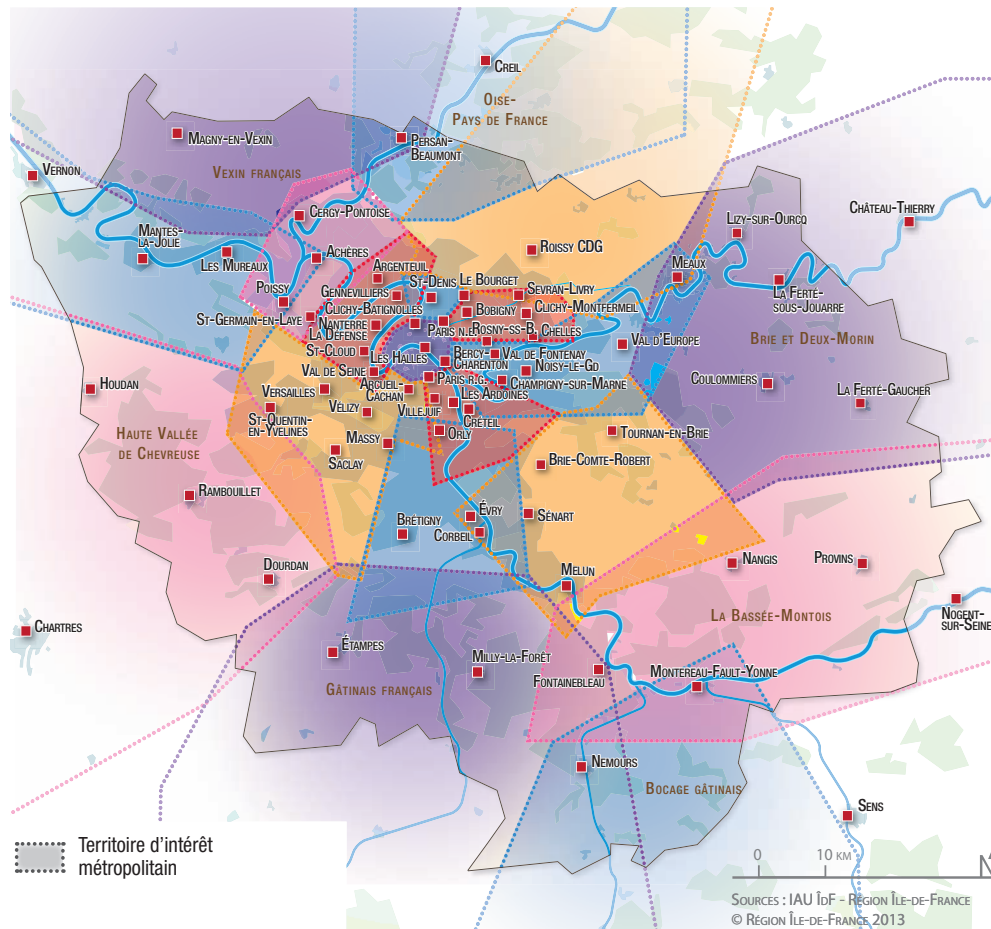 Creil
Oise-
Pays de France
Magny-en-Vexin
Persan-
Beaumont
Vernon
Vexin français
Château-Thierry
Cergy-Pontoise
Lizy-sur-Ourcq
Mantes-
la-Jolie
Roissy CDG
Les Mureaux
Achères
Argenteuil
Meaux
St-Denis
Le Bourget
Sevran-Livry
La Ferté-
sous-Jouarre
Poissy
Gennevilliers
Clichy-Batignolles
Bobigny
Clichy-Montfermeil
St-Germain-en-Laye
Nanterre
La Défense
Paris n.e.
Rosny-ss-B.
Chelles
Brie et Deux-Morin
St-Cloud
Les Halles
Bercy-
Charenton
Val de Fontenay
Val d'Europe
Noisy-le-Gd
Val de Seine
Paris r.g.
Champigny-sur-Marne
Coulommiers
Houdan
Versailles
Arcueil-
Cachan
Les Ardoines
La Ferté-Gaucher
St-Quentin-
en-Yvelines
Vélizy
Villejuif
Créteil
Haute Vallée
de Chevreuse
Massy
Orly
Tournan-en-Brie
Saclay
Brie-Comte-Robert
Rambouillet
Évry
Sénart
Brétigny
Corbeil
Dourdan
Melun
Nangis
Provins
Nogent-
sur-Seine
La Bassée-Montois
Chartres
Étampes
Milly-la-Forêt
Fontainebleau
Montereau-Fault-Yonne
Gâtinais français
Nemours
Bocage gâtinais
Sens
Territoire d'intérêt
métropolitain
0 10 km
N
Sources : IAU ÎdF - Région Île-de-France
© Région Île-de-France 2013